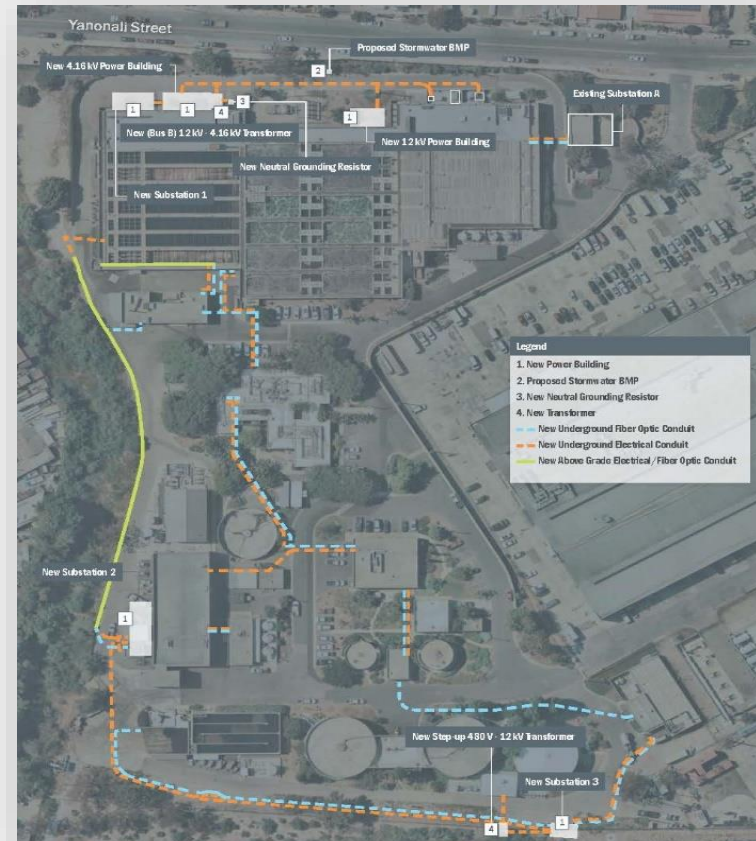 Yanonali Street
Proposed Stormwater BMP
2
New 4.16 kV Power Building
Existing Substation A
1
1
4
3
1
New (Bus B) 12 kV - 4.16 kV Transformer
New 12 kV Power Building
New Neutral Grounding Resistor
New Substation 1
Legend
1. New Power Building
2. Proposed Stormwater BMP
3. New Neutral Grounding Resistor
4. New Transformer
New Underground Fiber Optic Conduit
New Underground Electrical Conduit
New Above Grade Electrical/Fiber Optic Conduit
New Substation 2
1
New Step-up 480 V - 12 kV Transformer
New Substation 3
4
1